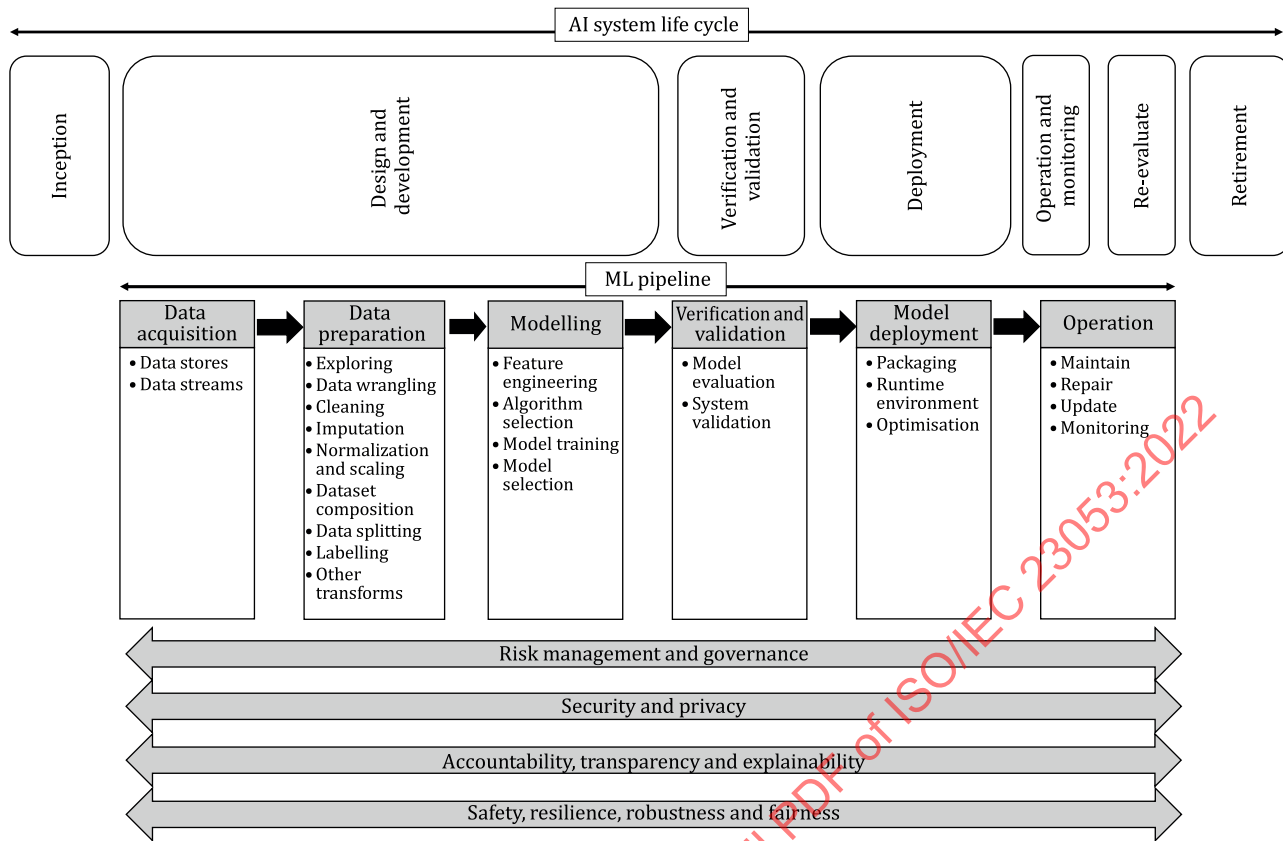 AI system life cycle
Inception
Design and
development
Verification and
validation
Deployment
Operation and
monitoring
Re-evaluate
Retirement
ML pipeline
Data
acquisition
• Data stores
• Data streams
Data
preparation
• Exploring
• Data wrangling
• Cleaning
• Imputation
• Normalization
and scaling
• Dataset
composition
• Data splitting
• Labelling
• Other
transforms
Modelling
• Feature
engineering
• Algorithm
selection
• Model training
• Model
selection
Verification and
validation
• Model
evaluation
• System
validation
Model
deployment
• Packaging
• Runtime
environment
• Optimisation
Operation
• Maintain
• Repair
• Update
• Monitoring
Risk management and governance
Security and privacy
Accountability, transparency and explainability
Safety, resilience, robustness and fairness
PDF of ISO/IEC 23053:2022